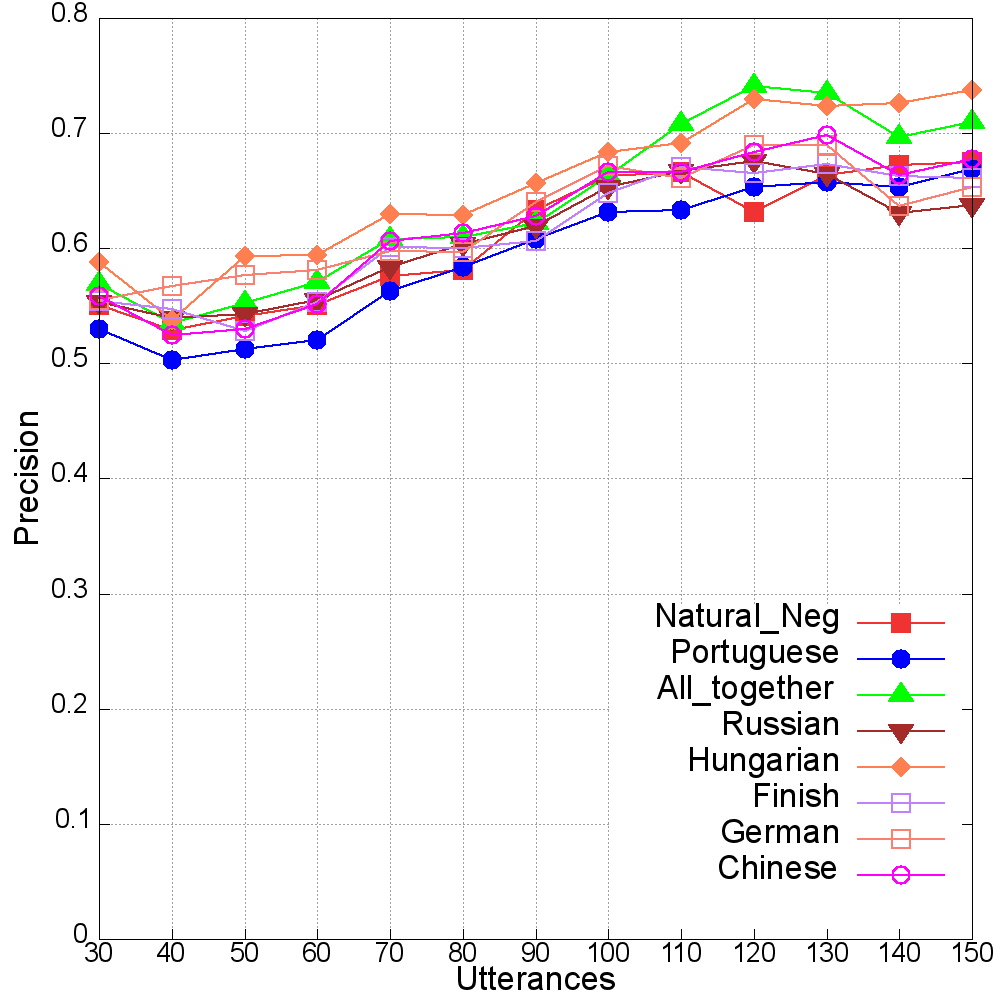 0.8
0.7
0.6
0.5
0.4
0.3
0.2
0.1
0
Precision
Natural_Neg
Portuguese
All_together
Russian
Hungarian
Finish
German
Chinese
30 40 50 60 70 80 90 100 110 120 130 140 150
Utterances